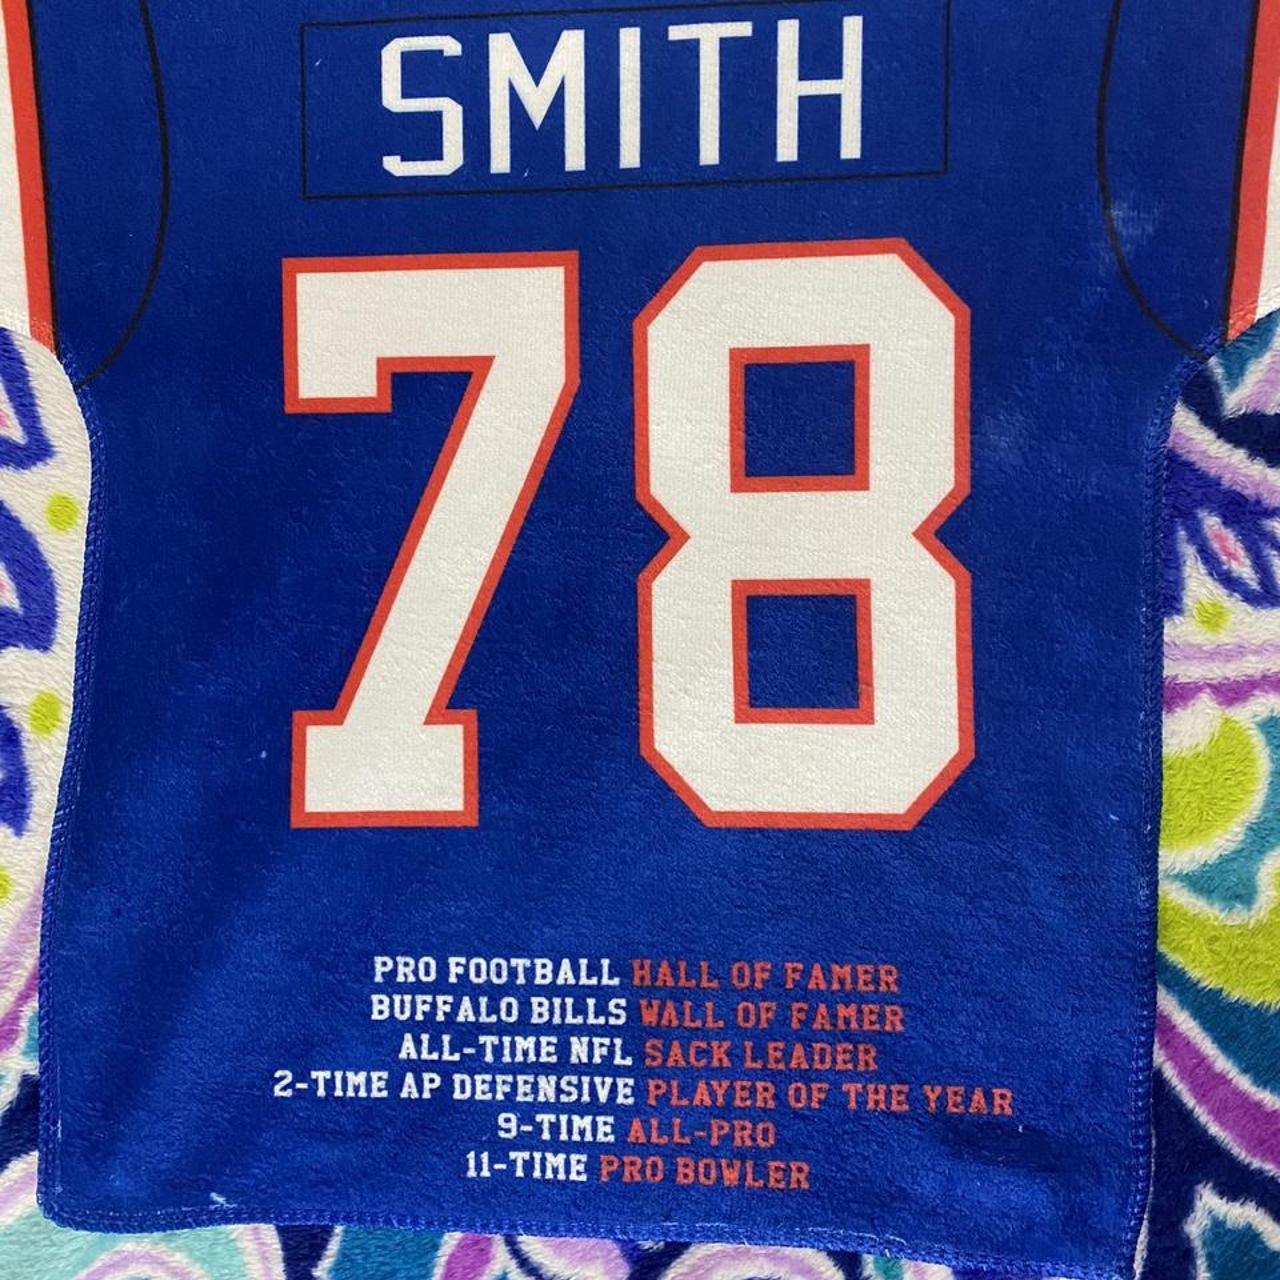 SMITH
78
PRO FOOTBALL HALL OF FAMER
BUFFALO BILLS WALL OF FAMER
ALL-TIME NFL SACK LEADER
2-TIME AP DEFENSIVE PLAYER OF THE YEAR
9-TIME ALL-PRO
11-TIME PRO BOWLER